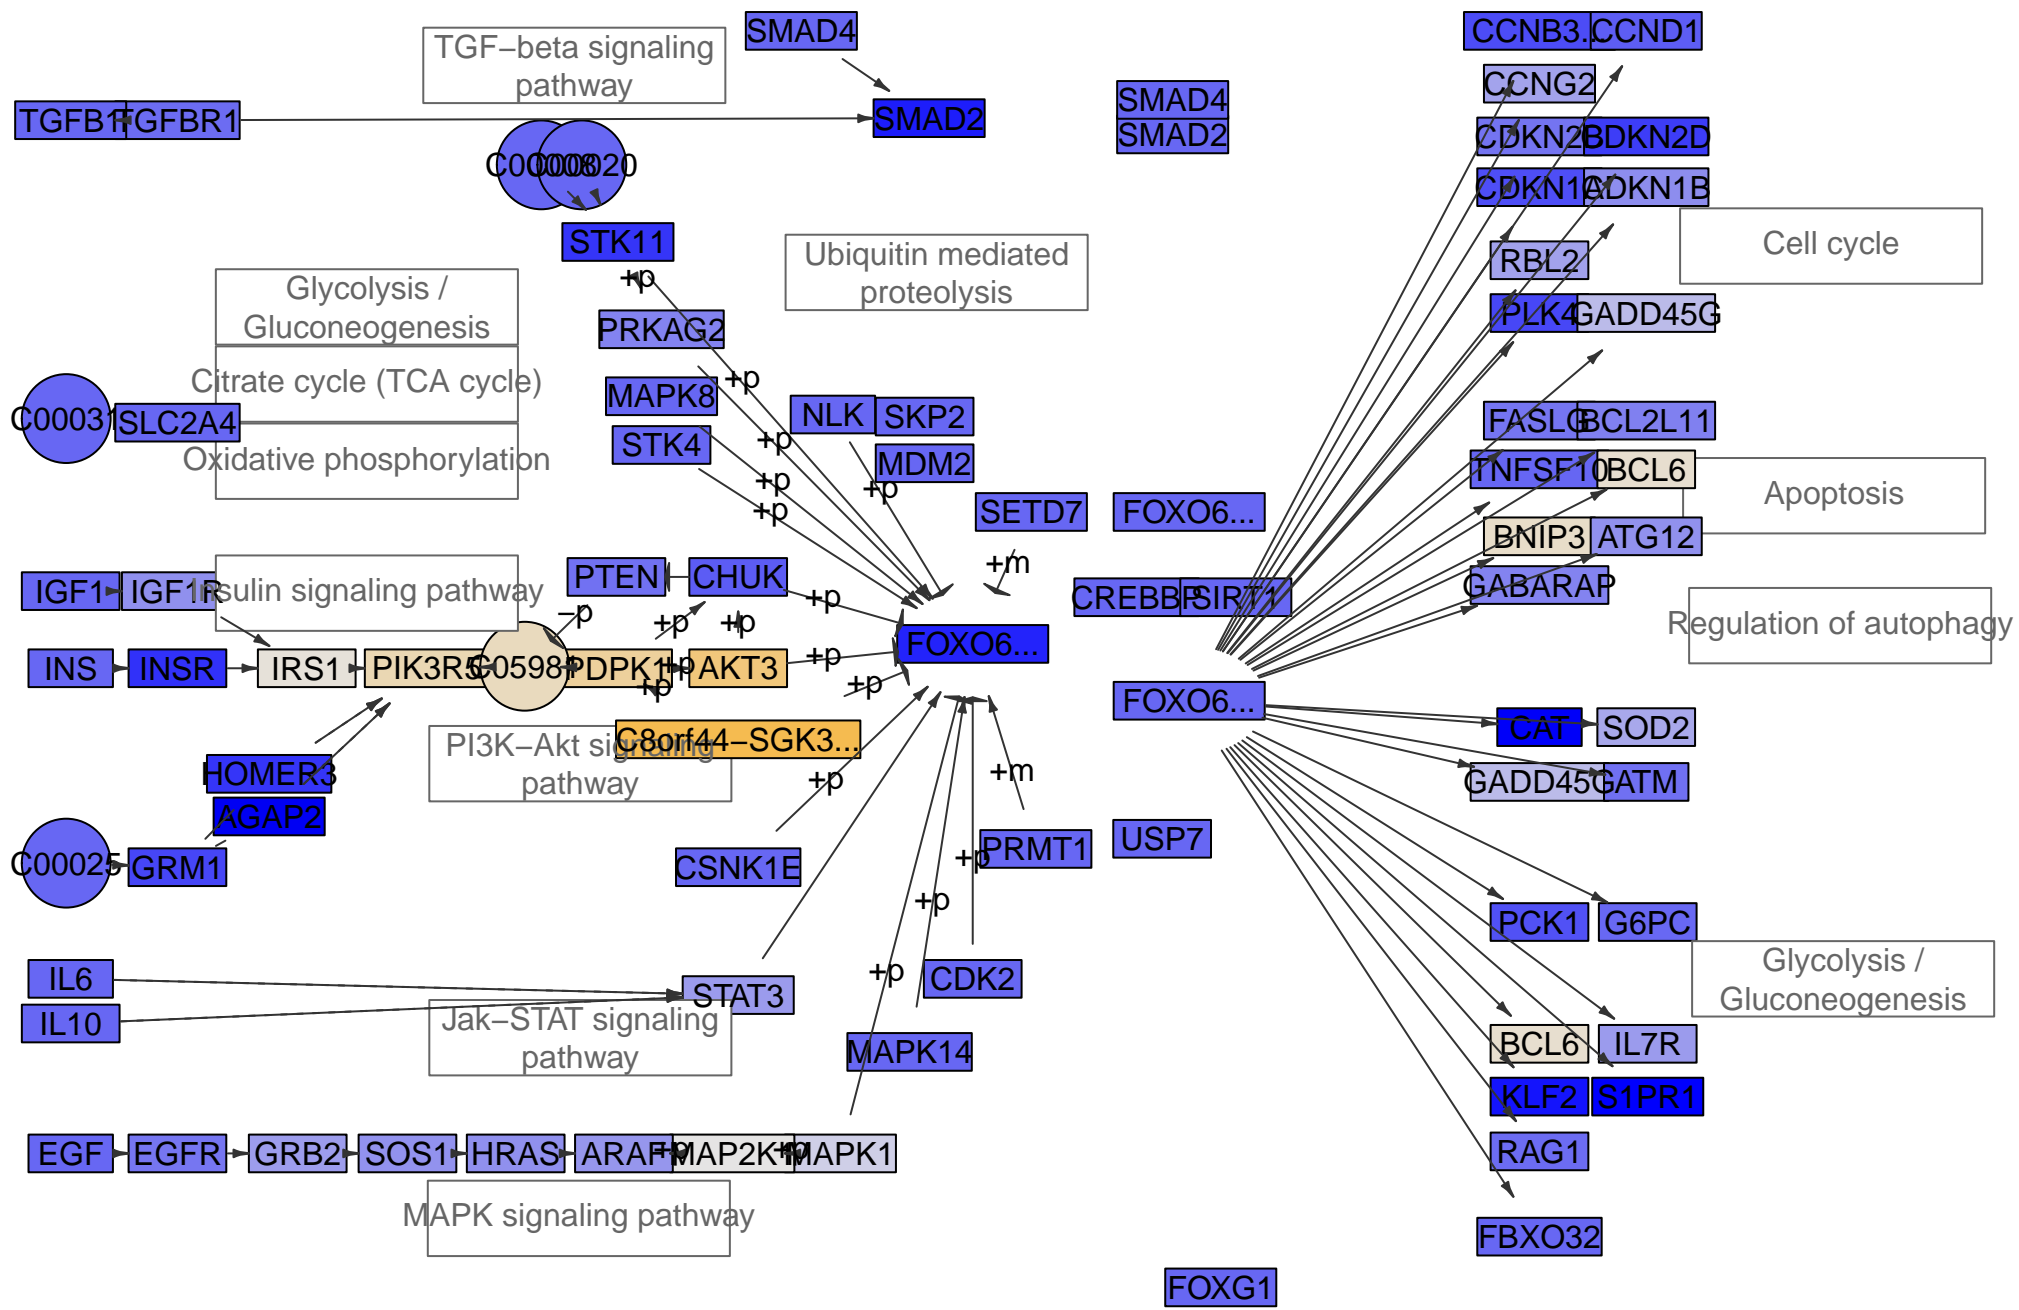 SMAD4
CCNB3...
CCND1
TGF−beta signaling
pathway
CCNG2
SMAD4
TGFB1
TGFBR1
SMAD2
SMAD2
CDKN2B
CDKN2D
C00020
CDKN1A
CDKN1B
STK11
Cell cycle
Ubiquitin mediated
proteolysis
RBL2
+p
Glycolysis /
Gluconeogenesis
PLK4
GADD45G
PRKAG2
Citrate cycle (TCA cycle)
+p
MAPK8
C00031
SLC2A4
NLK
SKP2
FASLG
BCL2L11
STK4
+p
Oxidative phosphorylation
MDM2
TNFSF10
BCL6
+p
+p
Apoptosis
+p
SETD7
FOXO6...
BNIP3
ATG12
+m
IGF1
IGF1R
Insulin signaling pathway
PTEN
CHUK
GABARAP
CREBBP
SIRT1
+p
−p
+p
+p
Regulation of autophagy
FOXO6...
INS
INSR
IRS1
PIK3R5
C05981
PDPK1
+p
AKT3
+p
+p
+p
FOXO6...
CAT
SOD2
C8orf44−SGK3...
PI3K−Akt signaling
pathway
HOMER3
+p
+m
GADD45G
ATM
AGAP2
USP7
PRMT1
C00025
GRM1
CSNK1E
+p
+p
PCK1
G6PC
IL6
+p
CDK2
Glycolysis /
Gluconeogenesis
STAT3
IL10
Jak−STAT signaling
pathway
MAPK14
BCL6
IL7R
KLF2
S1PR1
EGF
EGFR
GRB2
SOS1
HRAS
ARAF
+p
MAP2K1
+p
MAPK1
RAG1
MAPK signaling pathway
FBXO32
FOXG1